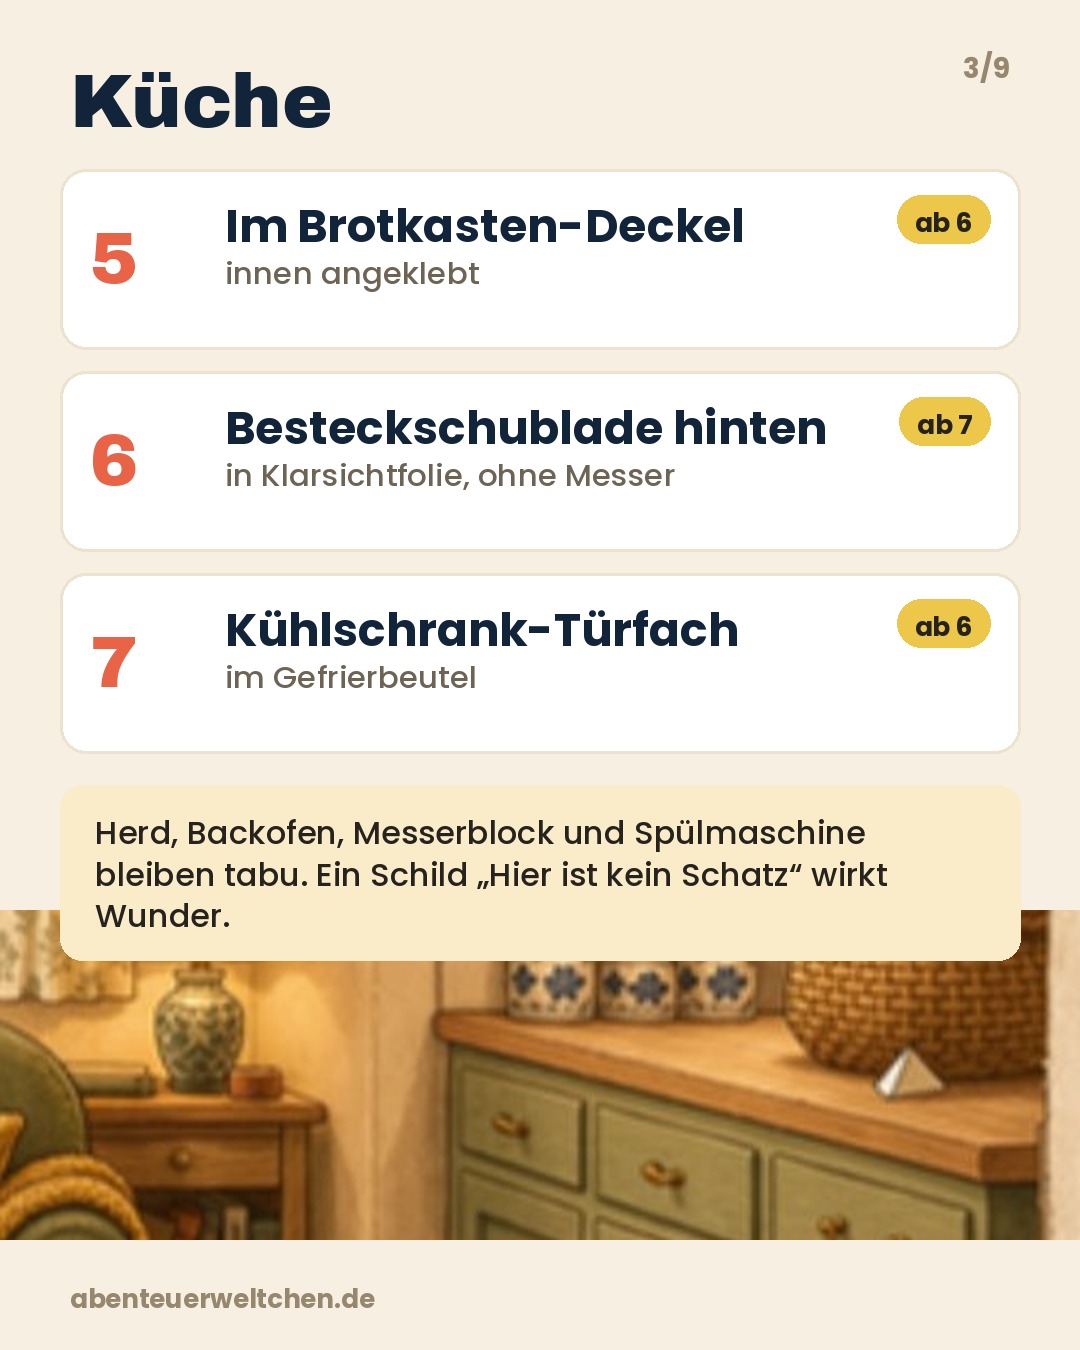 3/9
Küche
5
Im Brotkasten-Deckel
ab 6
innen angeklebt
6
Besteckschublade hinten
ab 7
in Klarsichtfolie, ohne Messer
7
Kühlschrank-Türfach
ab 6
im Gefrierbeutel
Herd, Backofen, Messerblock und Spülmaschine
bleiben tabu. Ein Schild „Hier ist kein Schatz“ wirkt
Wunder.
abenteuerweltchen.de